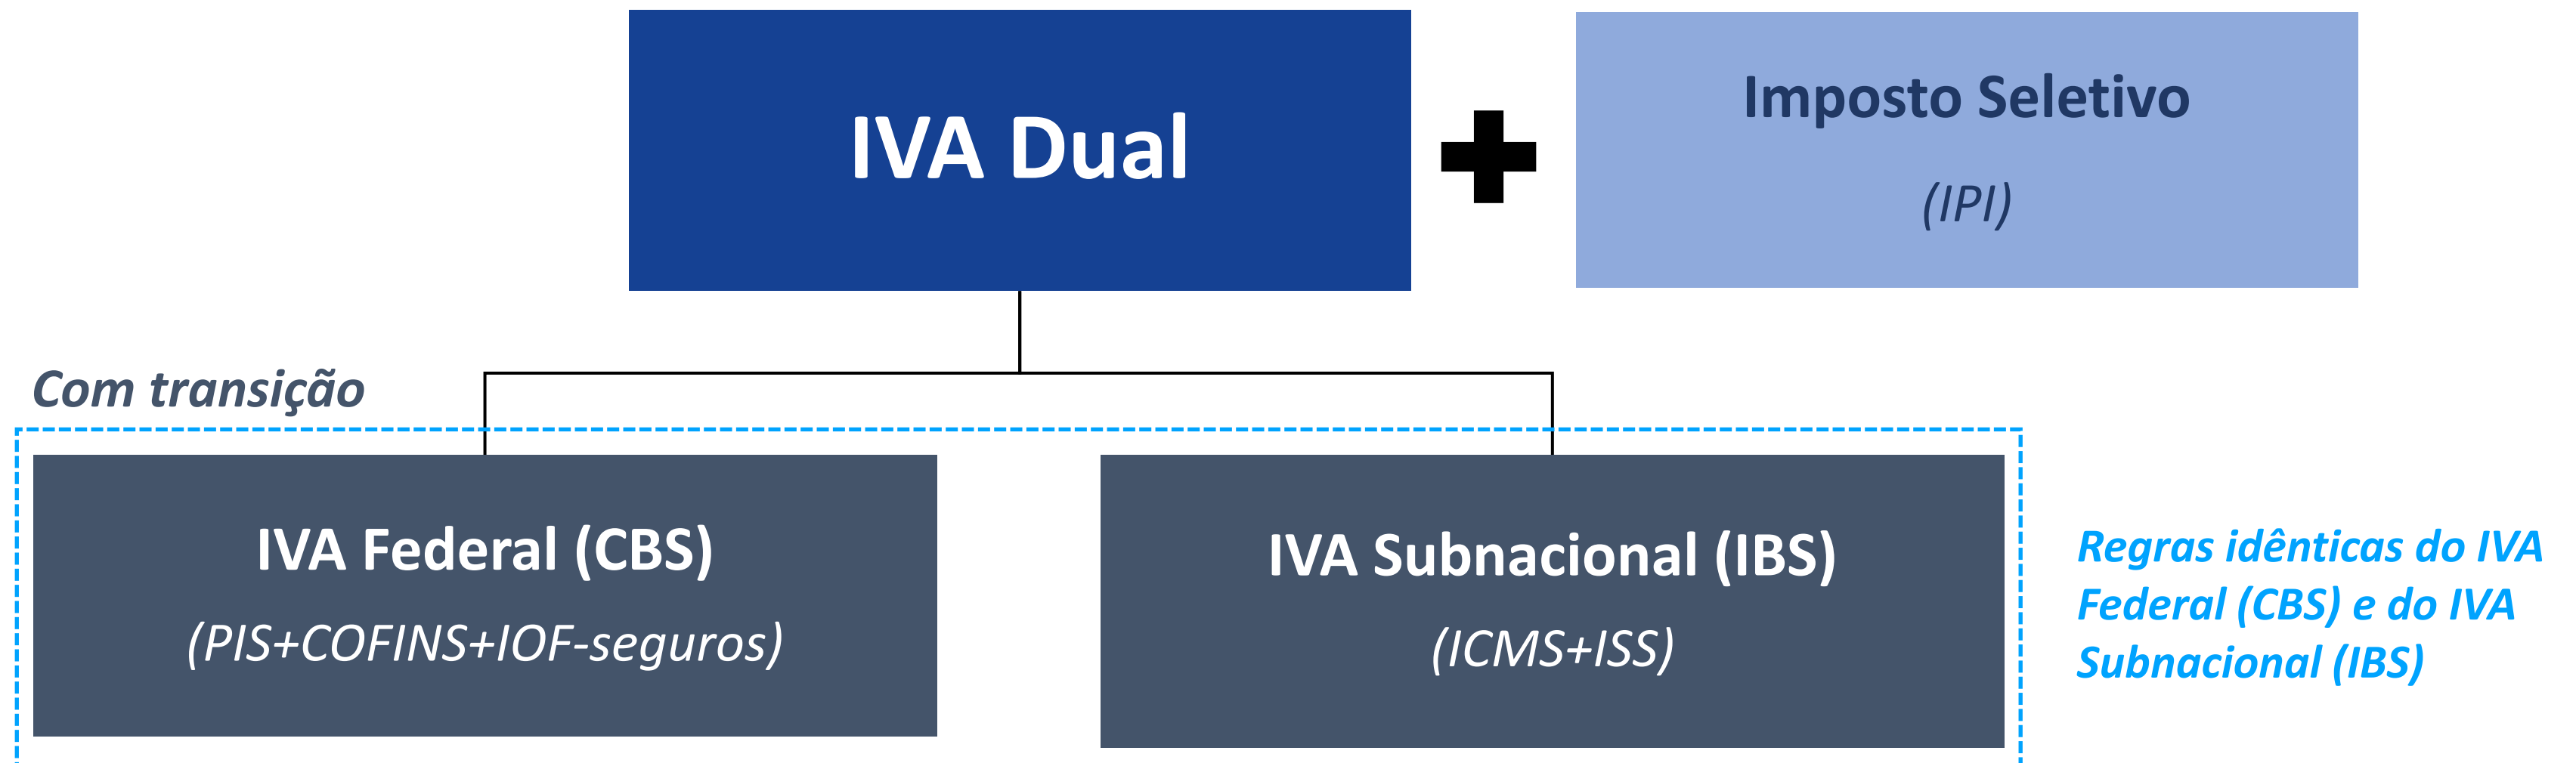 IVA Dual
Imposto Seletivo
(IPI)
Com transição
IVA Federal (CBS)
(PIS+COFINS+IOF-seguros)
IVA Subnacional (IBS)
(ICMS+ISS)
Regras idênticas do IVA
Federal (CBS) e do IVA
Subnacional (IBS)